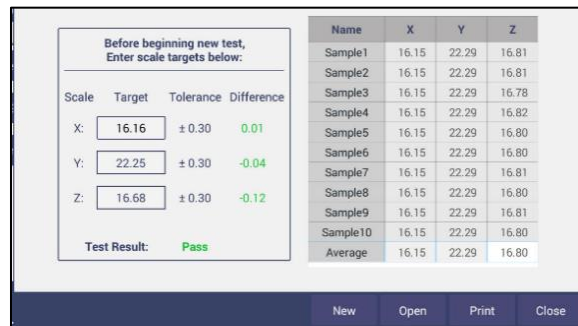 Before beginning new test,
Enter scale targets below:
Scale Target Tolerance Difference
X: 16.16 ± 0.30 0.01
Y: 22.25 ± 0.30 -0.04
Z: 16.68 ± 0.30 -0.12
Test Result: Pass
Name X Y Z
Sample1 16.15 22.29 16.81
Sample2 16.15 22.29 16.81
Sample3 16.15 22.29 16.78
Sample4 16.15 22.29 16.82
Sample5 16.15 22.29 16.80
Sample6 16.15 22.29 16.80
Sample7 16.15 22.29 16.81
Sample8 16.15 22.29 16.80
Sample9 16.15 22.29 16.81
Sample10 16.15 22.29 16.80
Average 16.15 22.29 16.80
New Open Print Close